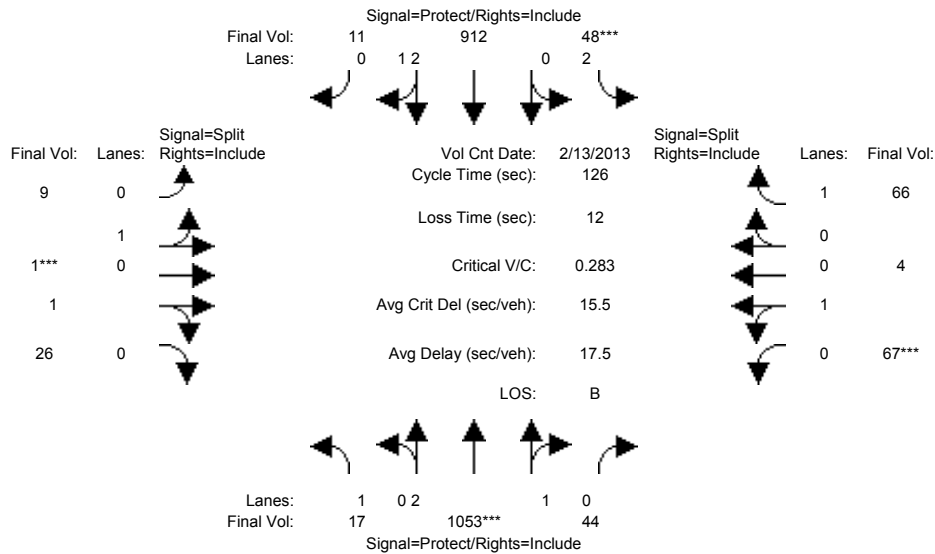 Signal=Protect/Rights=Include
Final Vol: 11 912 48***
Lanes: 0 1 2 0 2
Signal=Split
Final Vol: Lanes: Rights=Include
Vol Cnt Date: 2/13/2013
Signal=Split
Rights=Include Lanes: Final Vol:
Cycle Time (sec): 126
9 0
1 66
Loss Time (sec): 12
1
0
1*** 0
Critical V/C: 0.283
0 4
1
Avg Crit Del (sec/veh): 15.5
1
26 0
Avg Delay (sec/veh): 17.5
0 67***
LOS: B
Lanes: 1 0 2 1 0
Final Vol: 17 1053*** 44
Signal=Protect/Rights=Include